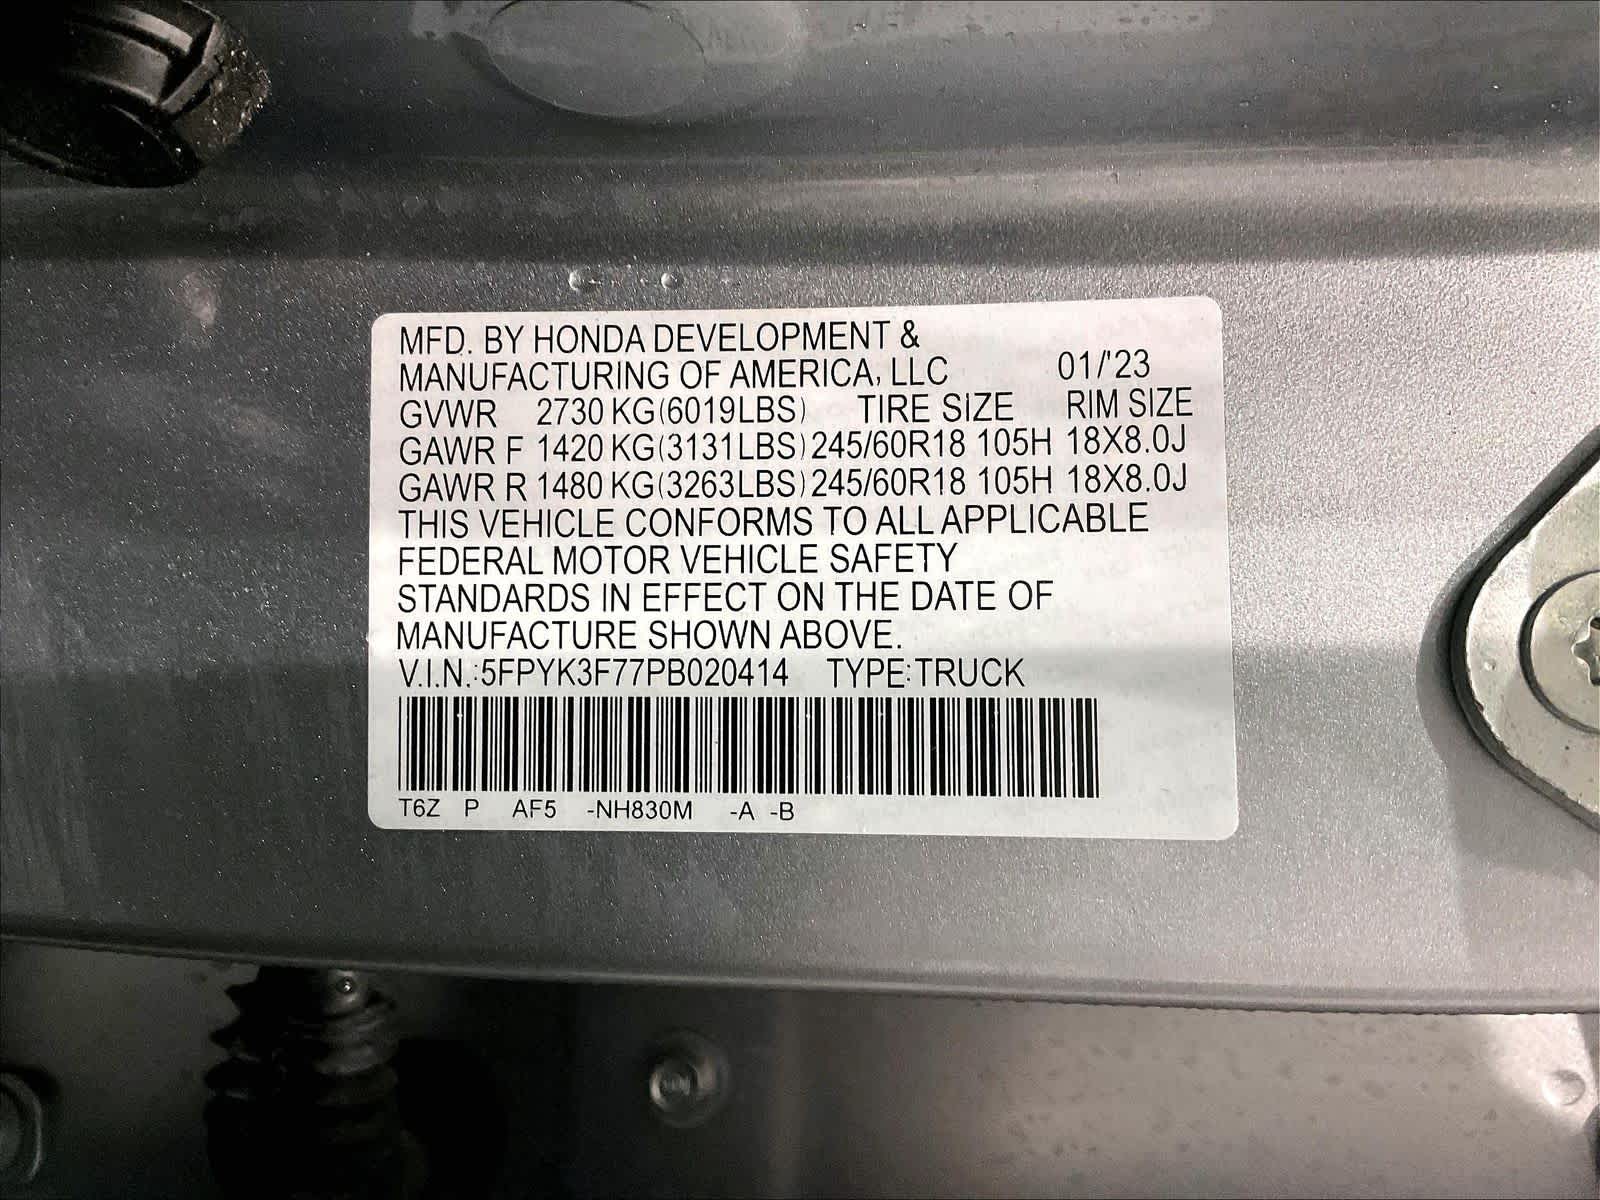 MFD. BY HONDA DEVELOPMENT &
MANUFACTURING OF AMERICA, LLC 01/'23
GVWR 2730 KG(6019LBS) TIRE SIZE RIM SIZE
GAWR F 1420 KG(3131LBS) 245/60R18 105H 18X8.0J
GAWR R 1480 KG(3263LBS) 245/60R18 105H 18X8.0J
THIS VEHICLE CONFORMS TO ALL APPLICABLE
FEDERAL MOTOR VEHICLE SAFETY
STANDARDS IN EFFECT ON THE DATE OF
MANUFACTURE SHOWN ABOVE.
V.I.N.:5FPYK3F77PB020414 TYPE:TRUCK
T6Z P AF5 -NH830M -A -B